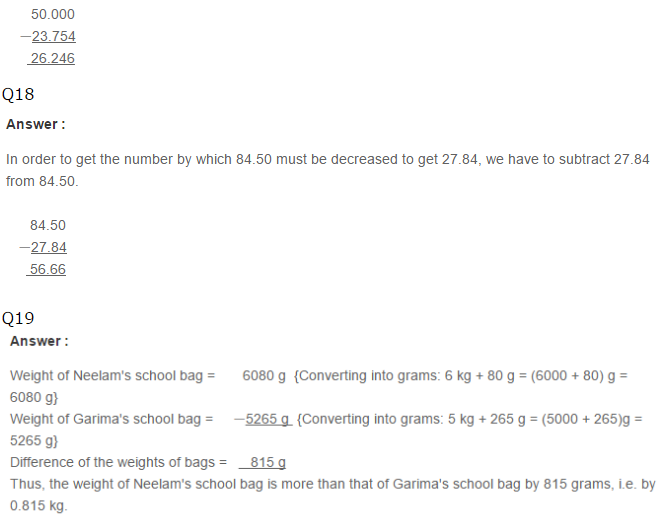 50.000
−23.754
26.246
Q18
Answer :
In order to get the number by which 84.50 must be decreased to get 27.84, we have to subtract 27.84
from 84.50.
84.50
−27.84
56.66
Q19
Answer :
Weight of Neelam's school bag = 6080 g {Converting into grams: 6 kg + 80 g = (6000 + 80) g =
6080 g}
Weight of Garima's school bag = −5265 g {Converting into grams: 5 kg + 265 g = (5000 + 265)g =
5265 g}
Difference of the weights of bags = 815 g
Thus, the weight of Neelam's school bag is more than that of Garima's school bag by 815 grams, i.e. by
0.815 kg.